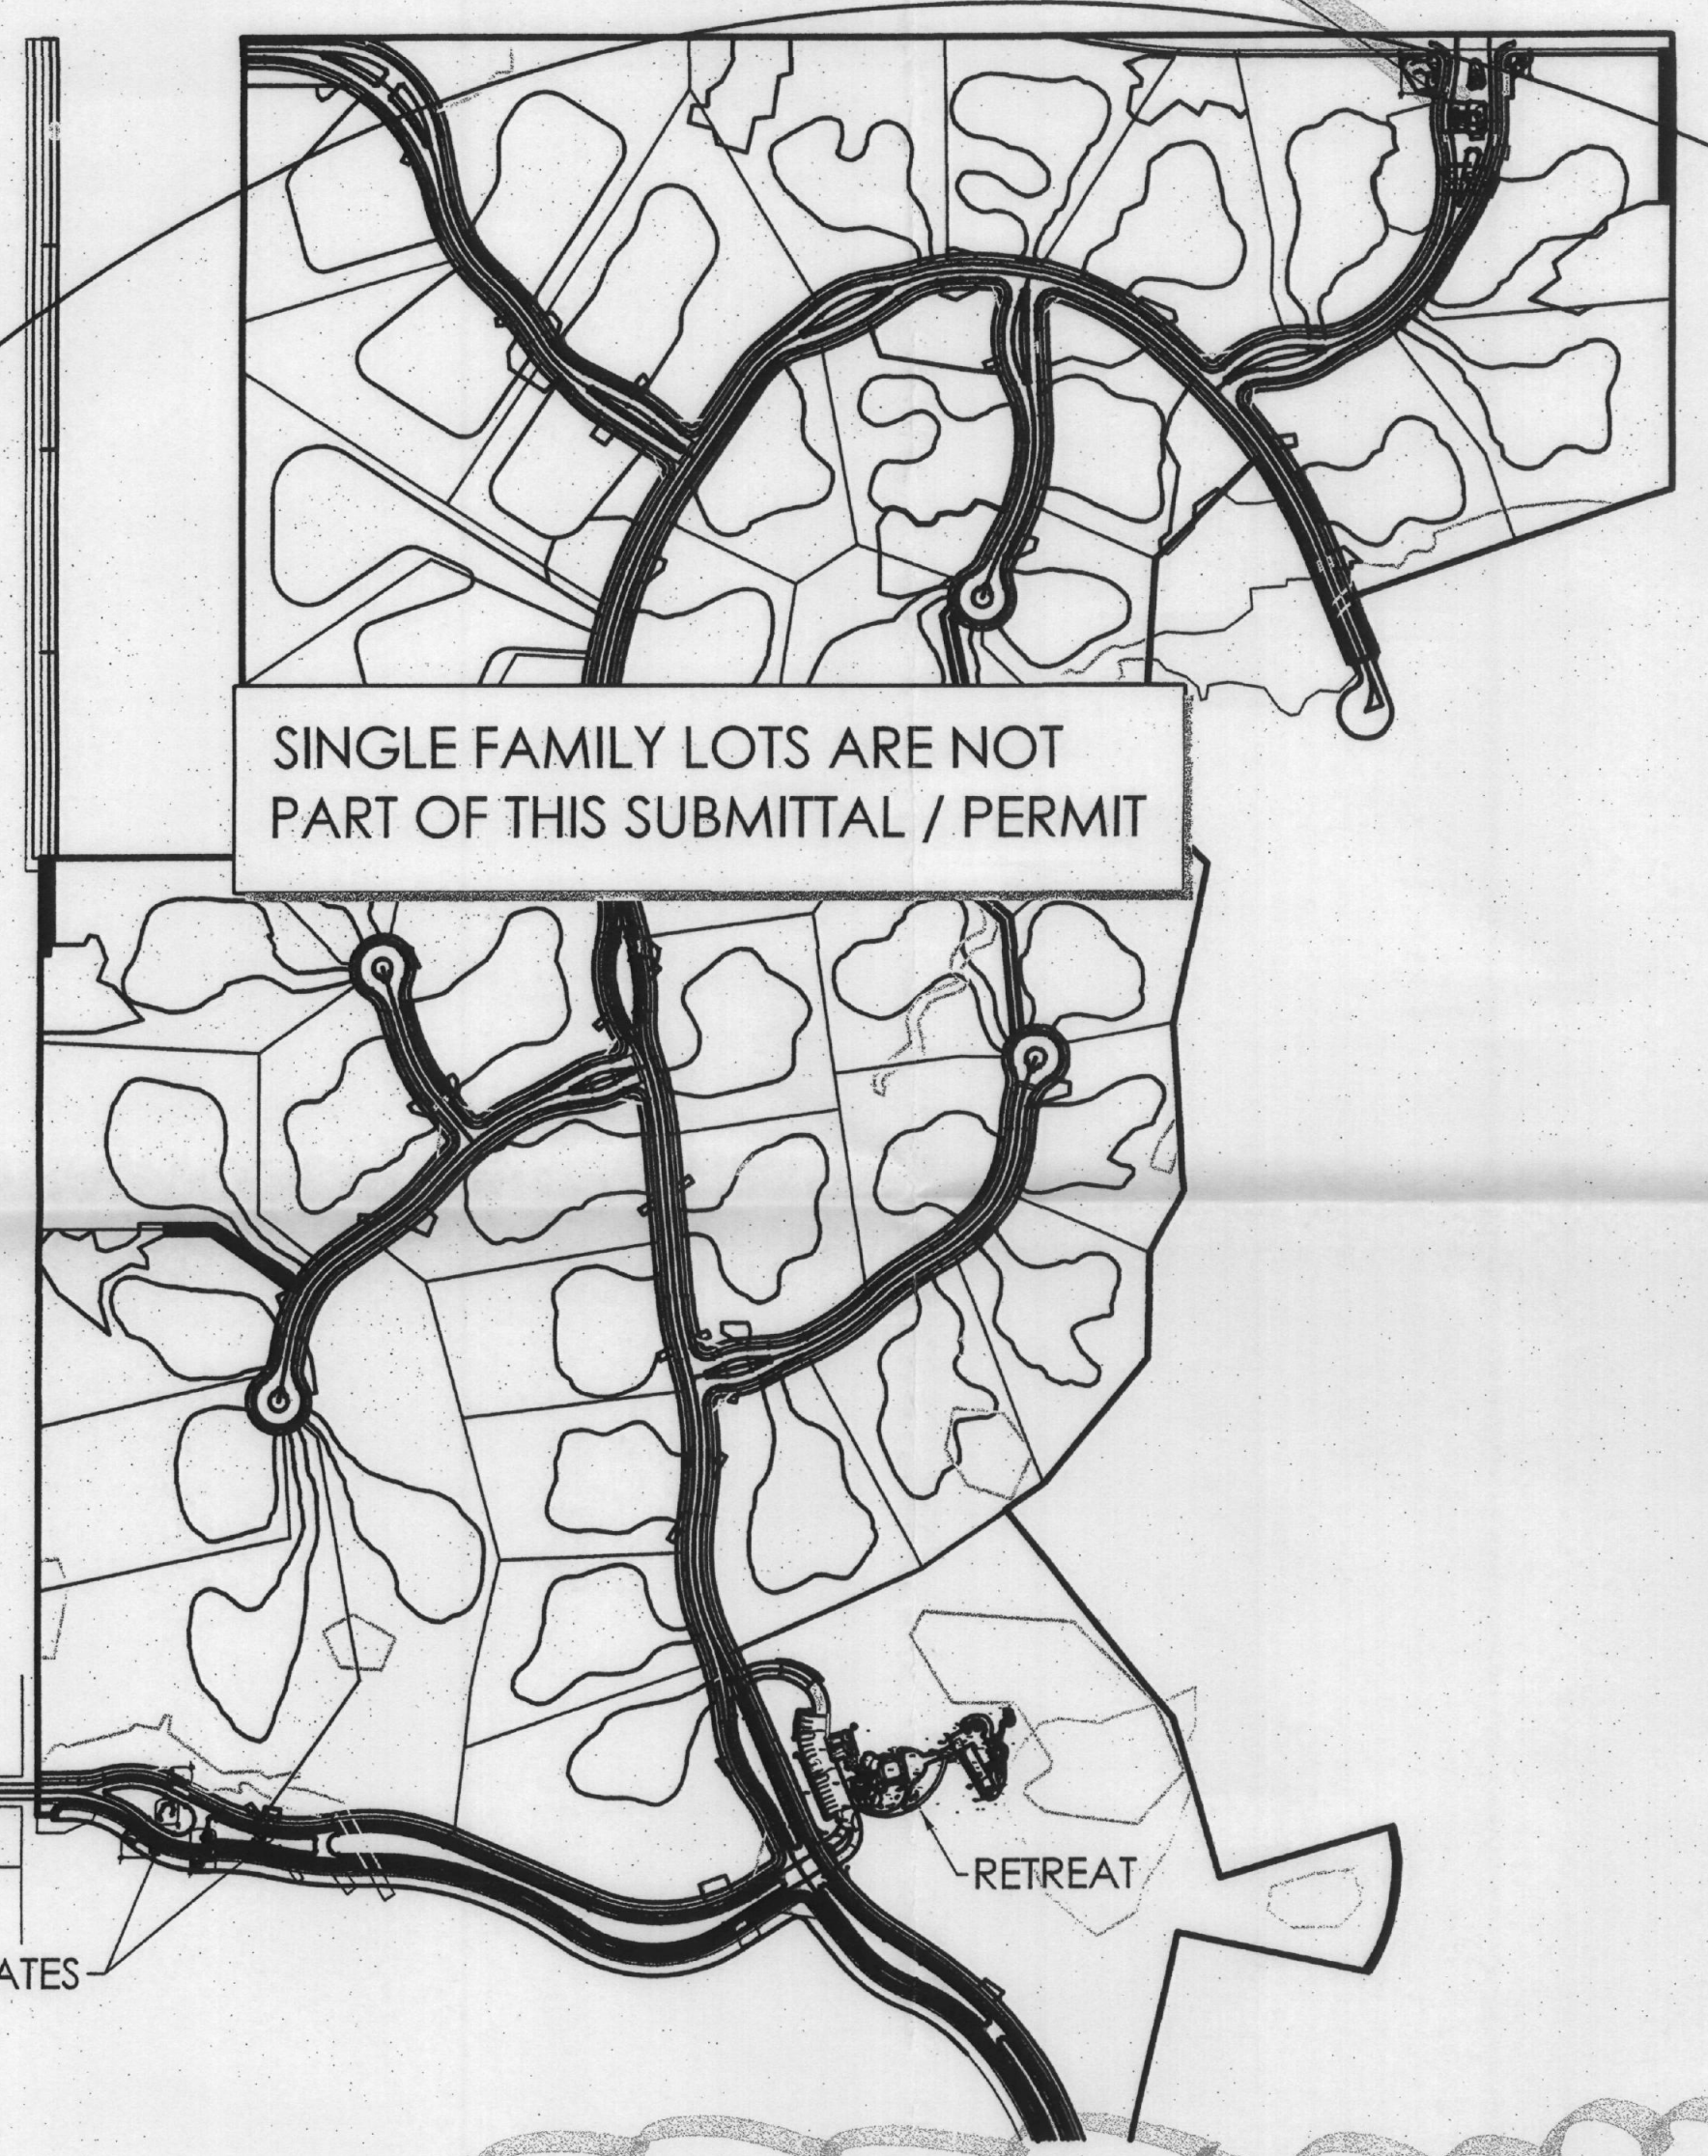 SINGLE FAMILY LOTS ARE NOT
PART OF THIS SUBMITTAL / PERMIT
RETREAT
ATES